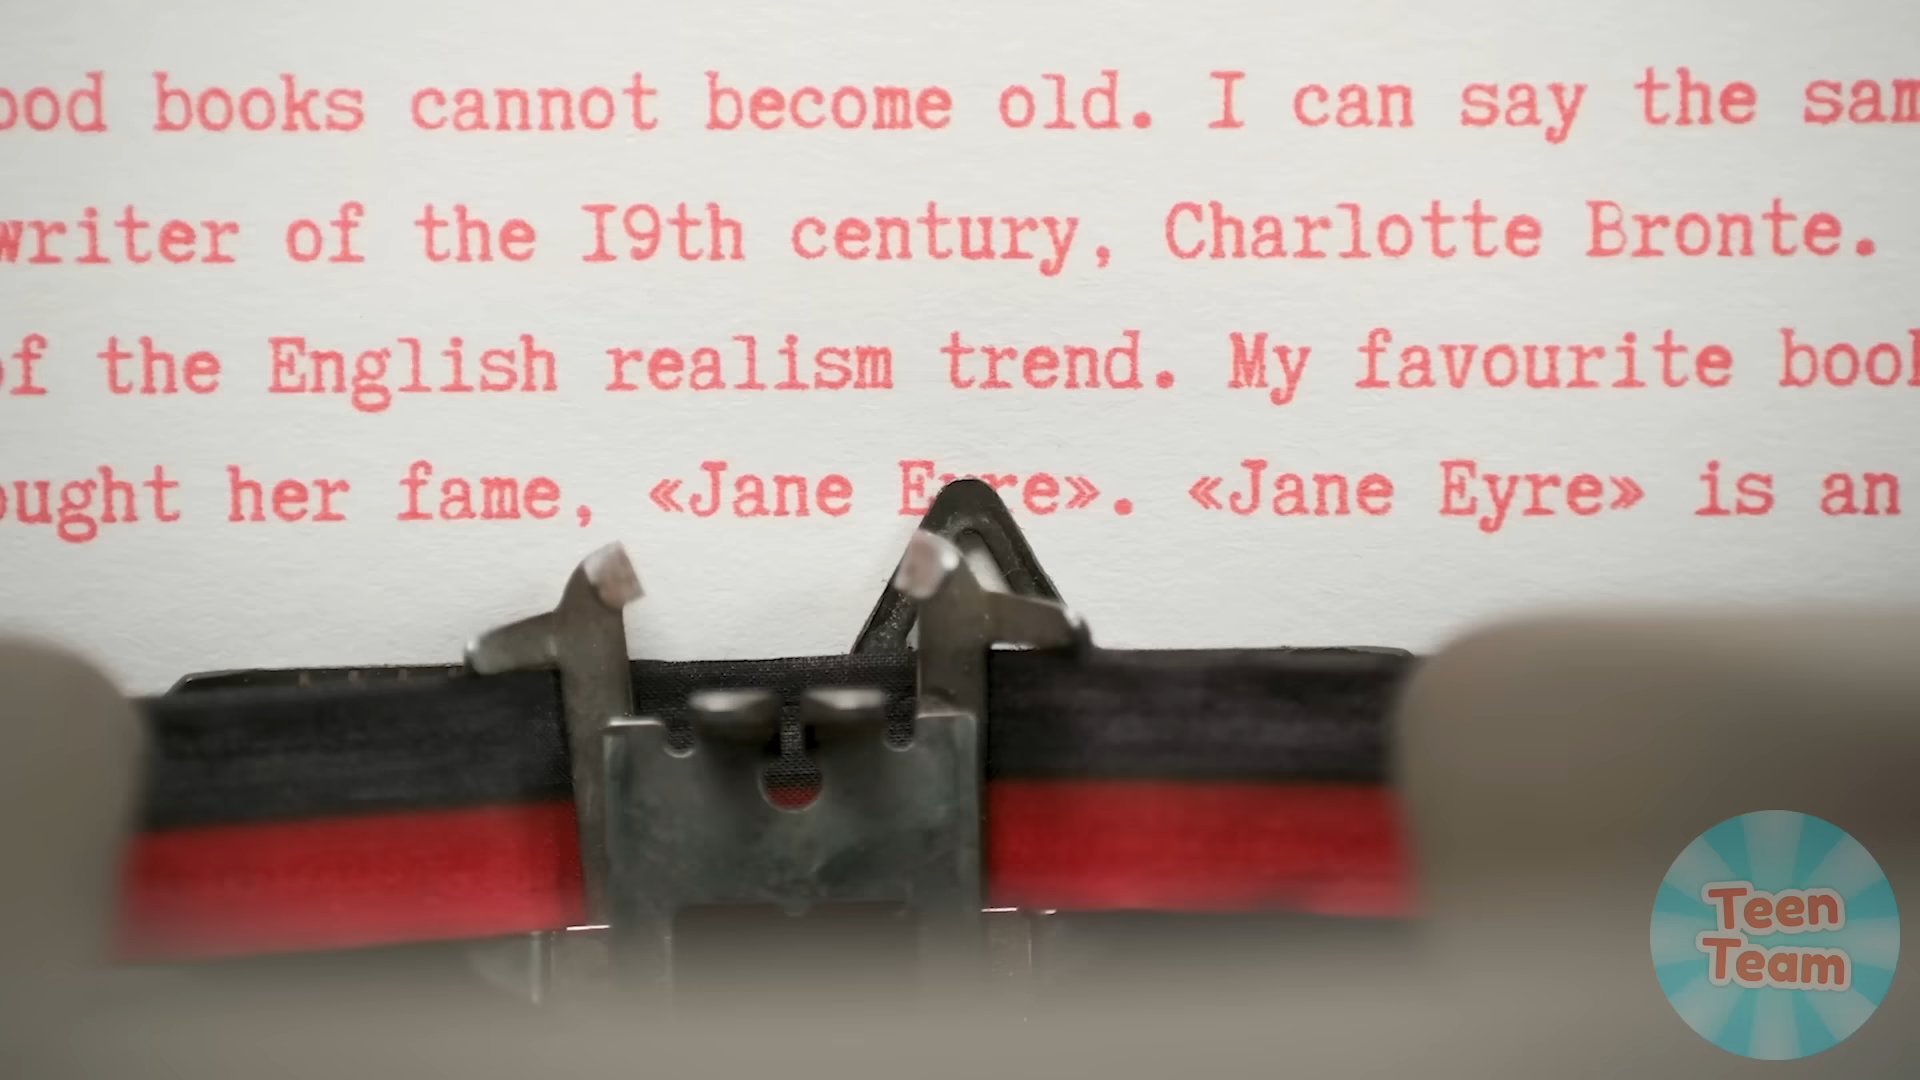 ood books cannot become old. I can say the sam
writer of the I9th century, Charlotte Bronte.
of the English realism trend. My favourite book
ought her fame, «Jane Eyre». «Jane Eyre» is an
Teen
Team